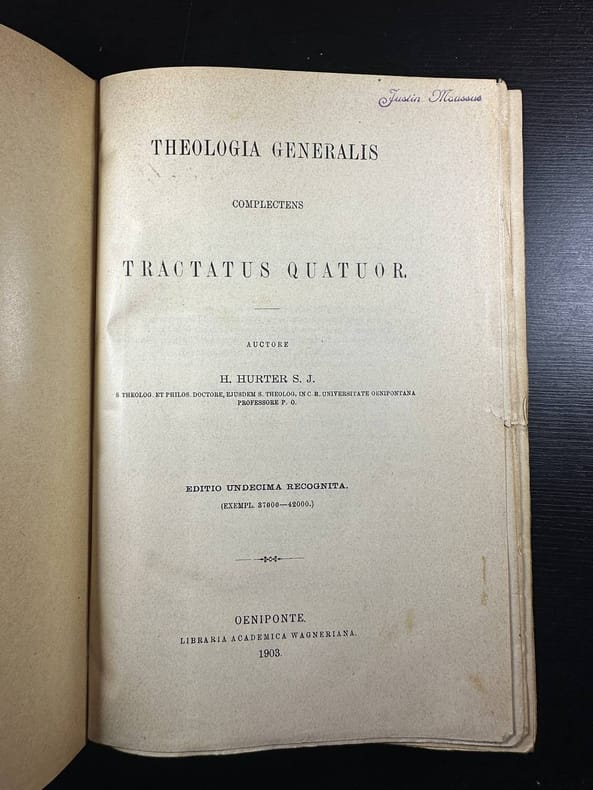 Justin Moussus
THEOLOGIA GENERALIS
COMPLECTENS
TRACTATUS QUATUOR.
AUCTORE
H. HURTER S. J.
S THEOLOG. ET PHILOS. DOCTORE, EJUSDEM S. THEOLOG. IN C. R. UNIVERSITATE OENIPONTANA
PROFESSORE P. O.
EDITIO UNDECIMA RECOGNITA.
(EXEMPL. 37000—42000.)
OENIPONTE.
LIBRARIA ACADEMICA WAGNERIANA.
1903.